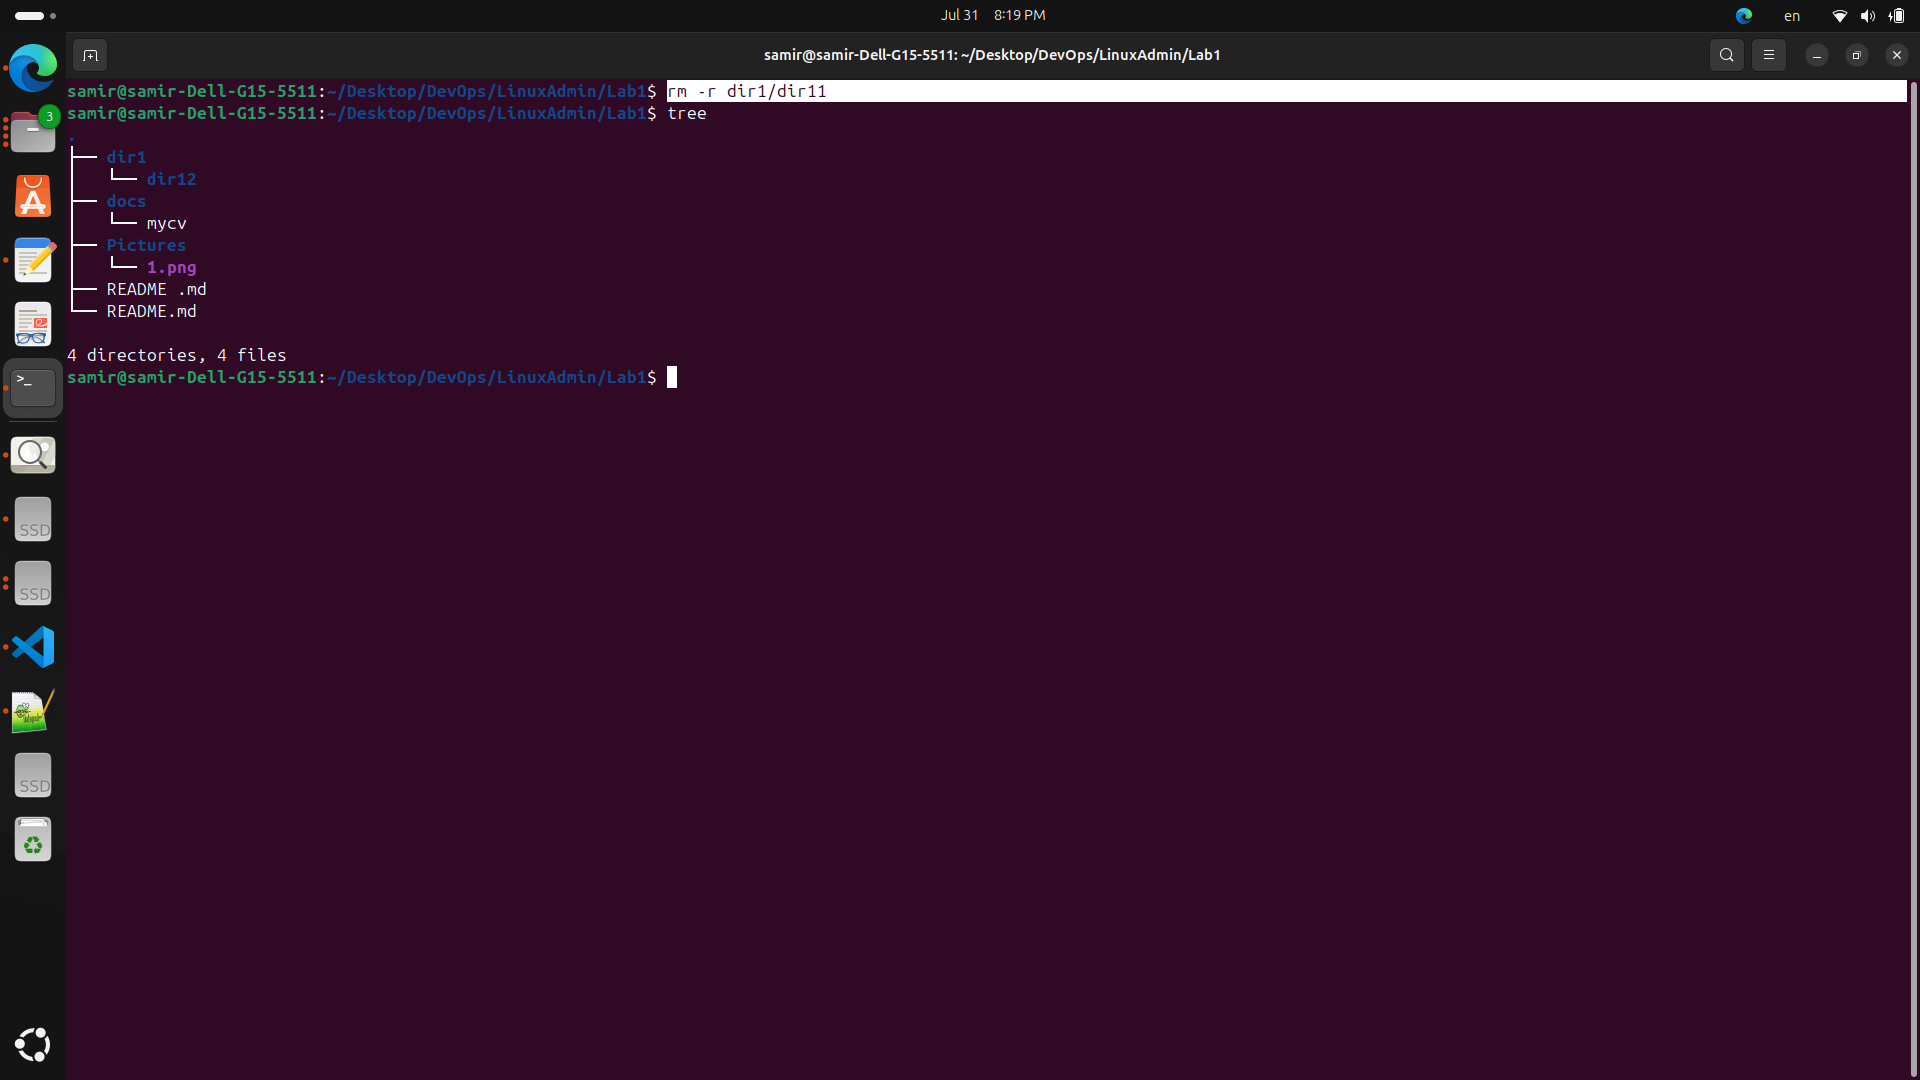 Jul 31 8:19 PM
en
samir@samir-Dell-G15-5511: ~/Desktop/DevOps/LinuxAdmin/Lab1
3
samir@samir-Dell-G15-5511:~/Desktop/DevOps/LinuxAdmin/Lab1$ rm -r dir1/dir11
samir@samir-Dell-G15-5511:~/Desktop/DevOps/LinuxAdmin/Lab1$ tree
.
├── dir1
│   └── dir12
├── docs
│   └── mycv
├── Pictures
│   └── 1.png
├── README .md
└── README.md
4 directories, 4 files
samir@samir-Dell-G15-5511:~/Desktop/DevOps/LinuxAdmin/Lab1$
>_
SSD
SSD
SSD